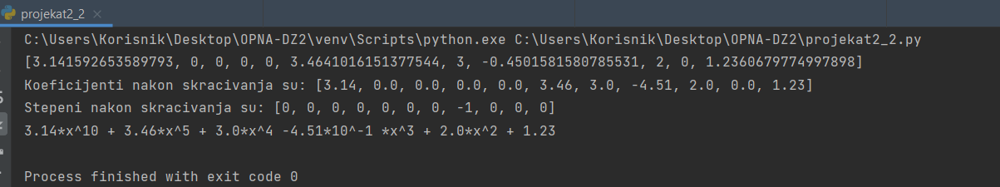 projekat2_2
C:\Users\Korisnik\Desktop\OPNA-DZ2\venv\Scripts\python.exe C:\Users\Korisnik\Desktop\OPNA-DZ2\projekat2_2.py
[3.141592653589793, 0, 0, 0, 0, 3.4641016151377544, 3, -0.4501581580785531, 2, 0, 1.2360679774997898]
Koeficijenti nakon skracivanja su: [3.14, 0.0, 0.0, 0.0, 0.0, 3.46, 3.0, -4.51, 2.0, 0.0, 1.23]
Stepeni nakon skracivanja su: [0, 0, 0, 0, 0, 0, 0, -1, 0, 0, 0]
3.14*x^10 + 3.46*x^5 + 3.0*x^4 -4.51*10^-1 *x^3 + 2.0*x^2 + 1.23
Process finished with exit code 0